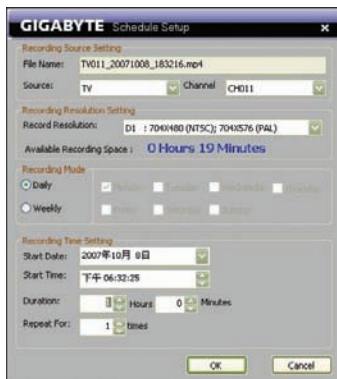 GIGABYTE Schedule Setup
Recording Source Setting
File Name: TV011_20071008_183216.mp4
Source: TV Channel CH011
Recording Resolution Setting
Record Resolution: D1 : 704X480 (NTSC); 704X576 (PAL)
Available Recording Space : 0 Hours 19 Minutes
Recording Mode
Daily
Weekly
Recording Time Setting
Start Date: 2007年10月 8日
Start Time: 下午 06:32:25
Duration: Hours 0 Minutes
Repeat For: 1 times
OK Cancel